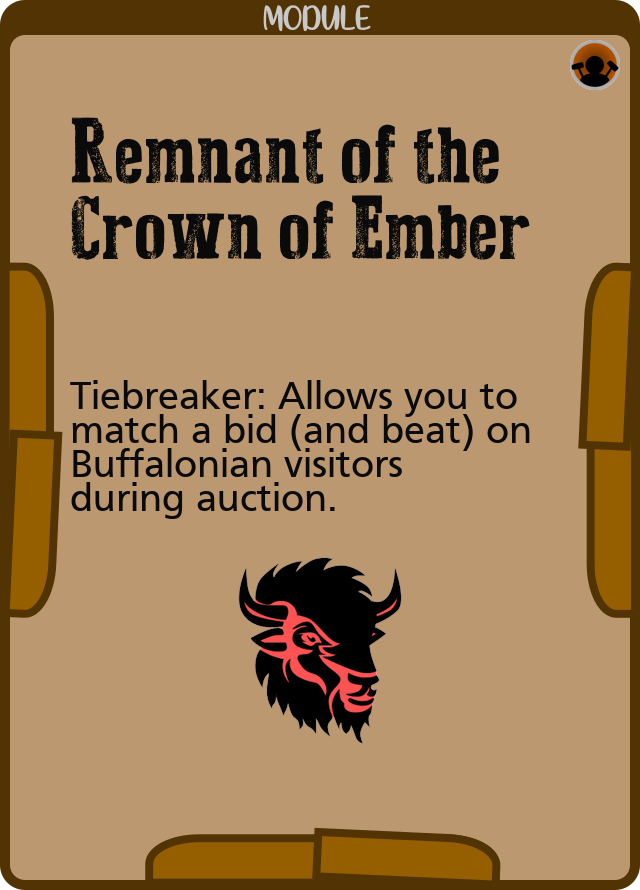 MODULE
Remnant of the
Crown of Ember
Tiebreaker: Allows you to
match a bid (and beat) on
Buffalonian visitors
during auction.